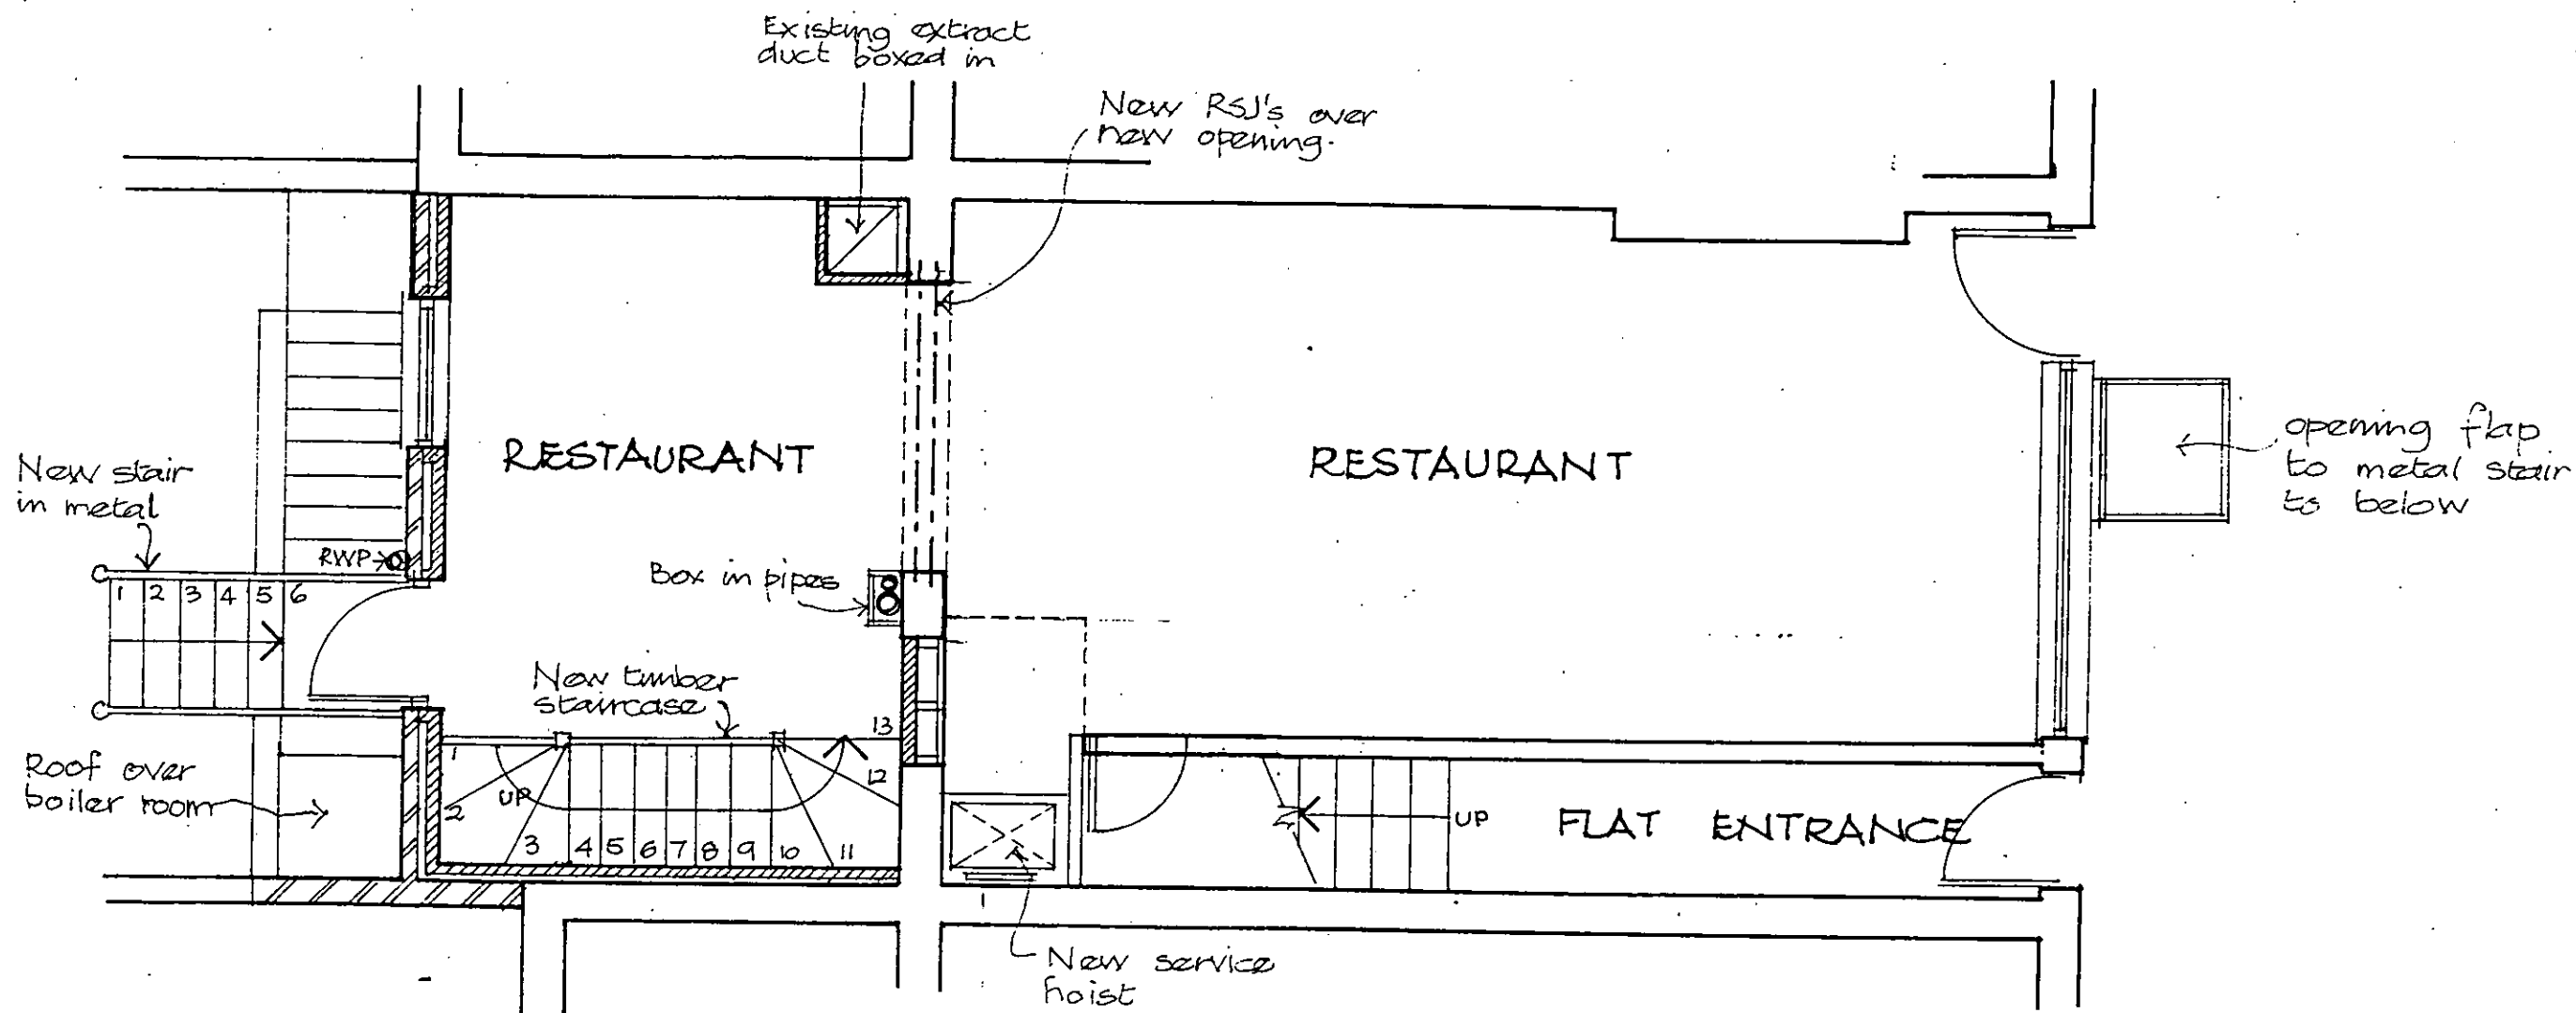 Existing extract
duct boxed in
New RSJ's over
new opening.
RESTAURANT
RESTAURANT
opening flap
to metal stair
to below
New stair
in metal
RWP
Box in pipes
1 2 3 4 5 6
New timber
staircase
13
1
12
Roof over
boiler room
UP
2
3 4 5 6 7 8 9 10 11
UP
FLAT ENTRANCE
New service
hoist